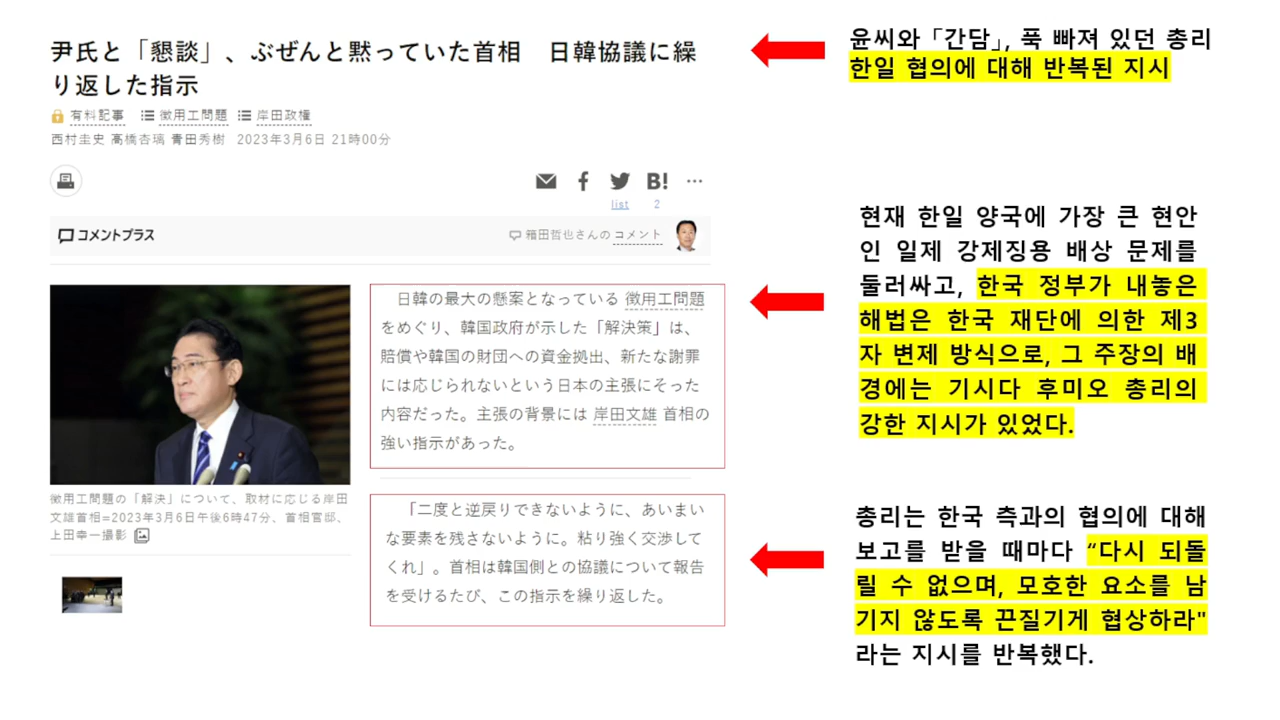 尹氏と「懇談」、ぶぜんと黙っていた首相　日韓協議に繰
り返した指示
有料記事 徴用工問題 岸田政権
西村圭史 高橋杏璃 青田秀樹 2023年3月6日 21時00分
list
B! 2
コメントプラス
箱田哲也さんのコメント
日韓の最大の懸案となっている 徴用工問題
をめぐり、韓国政府が示した「解決策」は、
賠償や韓国の財団への資金拠出、新たな謝罪
には応じられないという日本の主張にそった
内容だった。主張の背景には 岸田文雄 首相の
強い指示があった。
徴用工問題の「解決」について、取材に応じる岸田
文雄首相=2023年3月6日午後6時47分、首相官邸、
上田幸一撮影
「二度と逆戻りできないように、あいまい
な要素を残さないように。粘り強く交渉して
くれ」。首相は韓国側との協議について報告
を受けるたび、この指示を繰り返した。
윤씨와「간담」, 푹 빠져 있던 총리
한일 협의에 대해 반복된 지시
현재 한일 양국에 가장 큰 현안
인 일제 강제징용 배상 문제를
둘러싸고, 한국 정부가 내놓은
해법은 한국 재단에 의한 제3
자 변제 방식으로, 그 주장의 배
경에는 기시다 후미오 총리의
강한 지시가 있었다.
총리는 한국 측과의 협의에 대해
보고를 받을 때마다 “다시 되돌
릴 수 없으며, 모호한 요소를 남
기지 않도록 끈질기게 협상하라"
라는 지시를 반복했다.